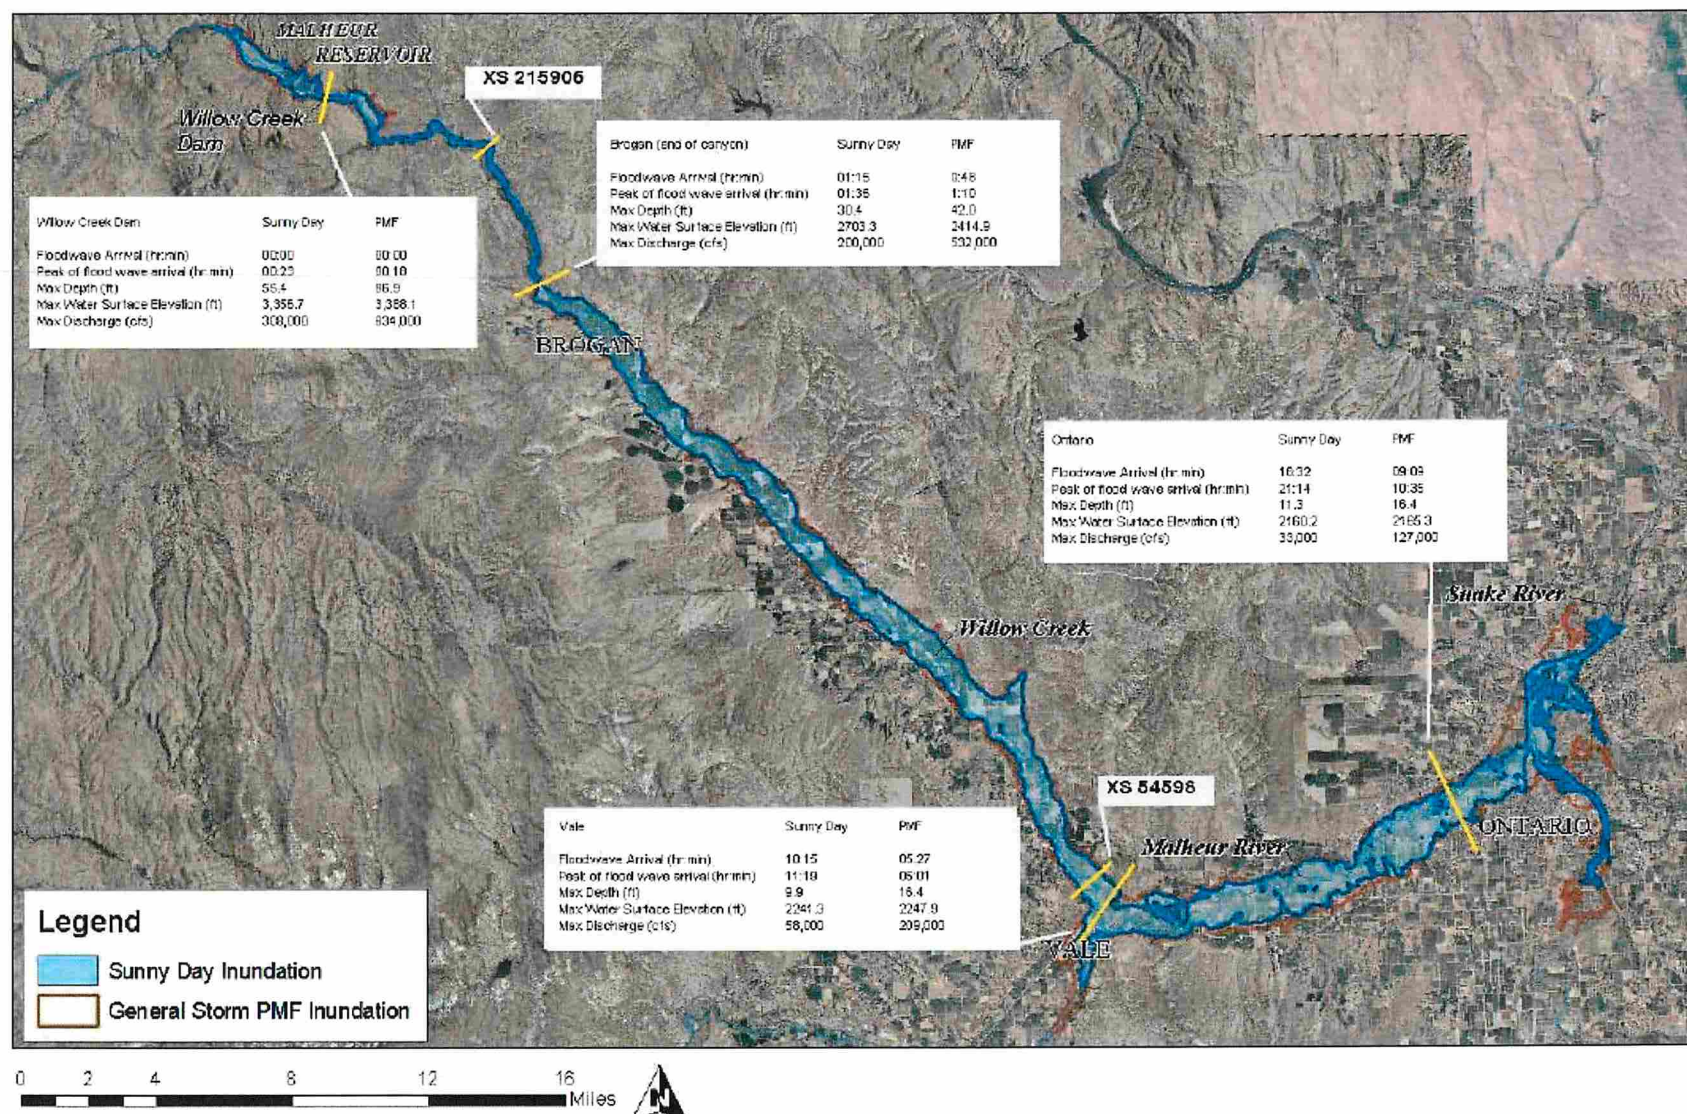 MALHEUR
RESERVOIR
XS 215906
Willow Creek
Dam
Brogan (end of canyon) Sunny Day PMF
Floodwave Arrival (hr:min) 01:15 0:48
Peak of flood wave arrival (hr:min) 01:35 1:10
Max Depth (ft) 30.4 42.0
Max Water Surface Elevation (ft) 2703.3 2414.9
Max Discharge (cfs) 200,000 532,000
Willow Creek Dam Sunny Day PMF
Floodwave Arrival (hr:min) 00:00 00:00
Peak of flood wave arrival (hr:min) 00:23 00:18
Max Depth (ft) 55.4 86.9
Max Water Surface Elevation (ft) 3,356.7 3,388.1
Max Discharge (cfs) 308,000 834,000
BROGAN
Ontario Sunny Day PMF
Floodwave Arrival (hr:min) 09:09
Peak of flood wave arrival (hr:min) 21:14 10:35
Max Depth (ft) 11.3 16.4
Max Water Surface Elevation (ft) 2160.2 2165.3
Max Discharge (cfs) 33,000 127,000
Snake River
Willow Creek
XS 54598
Vale Sunny Day PMF
Floodwave Arrival (hr:min) 10:15 05:27
Peak of flood wave arrival (hr:min) 11:19
Max Depth (ft) 9.9 16.4
Max Water Surface Elevation (ft) 2241.3 2247.9
Max Discharge (cfs) 58,000 209,000
Malheur River
ONTARIO
VALE
Legend
Sunny Day Inundation
General Storm PMF Inundation
0 2 4 8 12 16
Miles
N